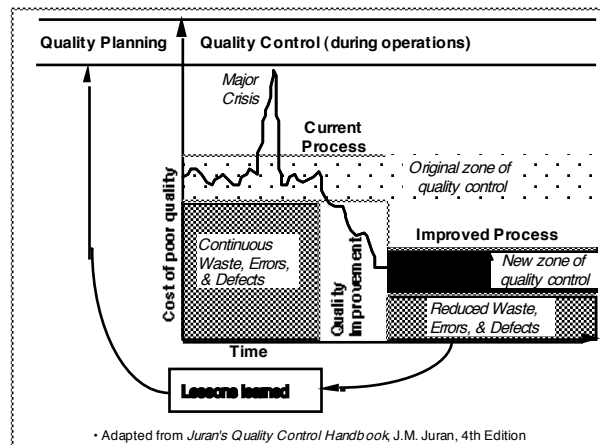 Quality Planning
Quality Control (during operations)
Major
Crisis
Current
Process
Original zone of
quality control
Cost of poor quality
Continuous
Waste, Errors,
& Defects
Quality
Improvement
Improved Process
New zone of
quality control
Reduced Waste,
Errors, & Defects
Time
Lessons learned
• Adapted from Juran's Quality Control Handbook, J.M. Juran, 4th Edition